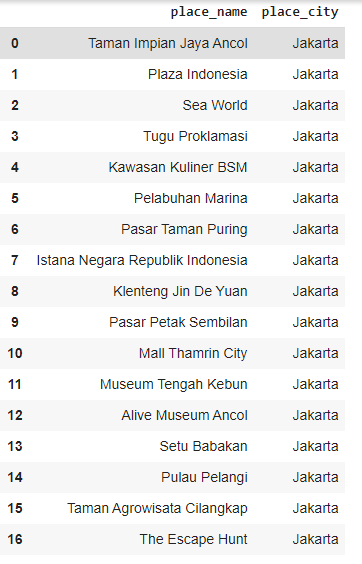 place_name place_city
0 Taman Impian Jaya Ancol Jakarta
1 Plaza Indonesia Jakarta
2 Sea World Jakarta
3 Tugu Proklamasi Jakarta
4 Kawasan Kuliner BSM Jakarta
5 Pelabuhan Marina Jakarta
6 Pasar Taman Puring Jakarta
7 Istana Negara Republik Indonesia Jakarta
8 Klenteng Jin De Yuan Jakarta
9 Pasar Petak Sembilan Jakarta
10 Mall Thamrin City Jakarta
11 Museum Tengah Kebun Jakarta
12 Alive Museum Ancol Jakarta
13 Setu Babakan Jakarta
14 Pulau Pelangi Jakarta
15 Taman Agrowisata Cilangkap Jakarta
16 The Escape Hunt Jakarta